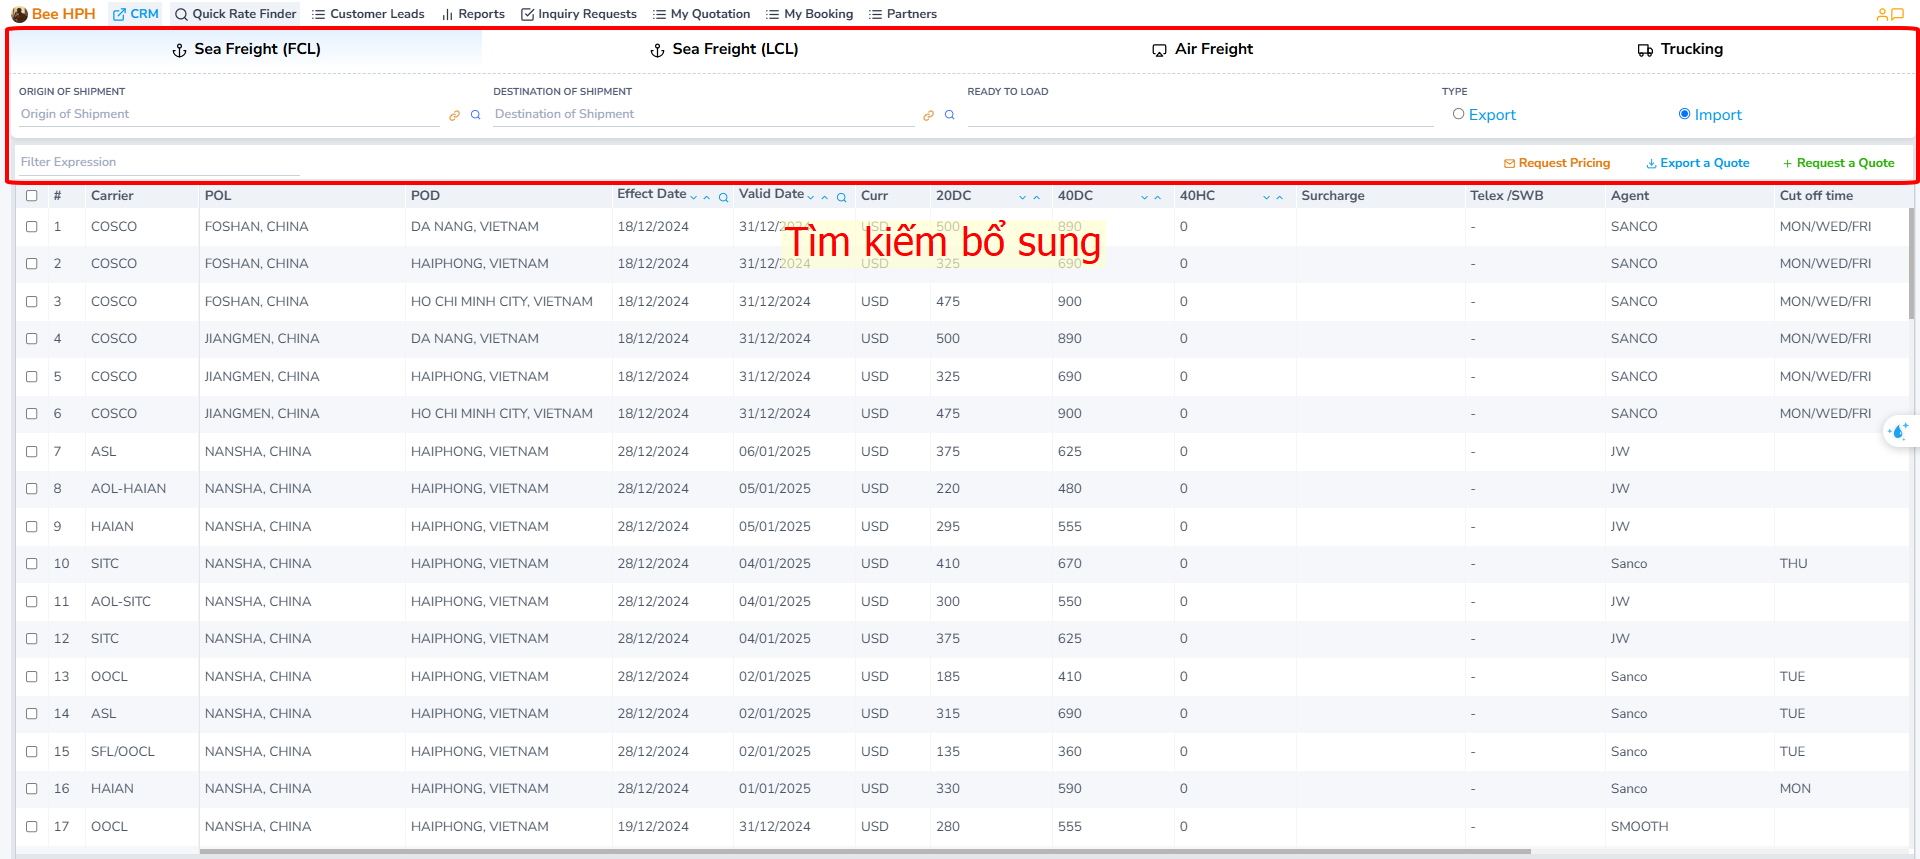 Bee HPH CRM Quick Rate Finder Customer Leads Reports Inquiry Requests My Quotation My Booking Partners
Sea Freight (FCL) Sea Freight (LCL) Air Freight Trucking
ORIGIN OF SHIPMENT DESTINATION OF SHIPMENT READY TO LOAD TYPE
Origin of Shipment Destination of Shipment Export Import
Filter Expression Request Pricing Export a Quote + Request a Quote
# Carrier POL POD Effect Date Valid Date Curr 20DC 40DC 40HC Surcharge Telex /SWB Agent Cut off time
1 COSCO FOSHAN, CHINA DA NANG, VIETNAM 18/12/2024 31/12/2024 USD 500 890 0 - SANCO MON/WED/FRI
Tìm kiếm bổ sung
2 COSCO FOSHAN, CHINA HAIPHONG, VIETNAM 18/12/2024 31/12/2024 USD 325 690 0 - SANCO MON/WED/FRI
3 COSCO FOSHAN, CHINA HO CHI MINH CITY, VIETNAM 18/12/2024 31/12/2024 USD 475 900 0 - SANCO MON/WED/FRI
4 COSCO JIANGMEN, CHINA DA NANG, VIETNAM 18/12/2024 31/12/2024 USD 500 890 0 - SANCO MON/WED/FRI
5 COSCO JIANGMEN, CHINA HAIPHONG, VIETNAM 18/12/2024 31/12/2024 USD 325 690 0 - SANCO MON/WED/FRI
6 COSCO JIANGMEN, CHINA HO CHI MINH CITY, VIETNAM 18/12/2024 31/12/2024 USD 475 900 0 - SANCO MON/WED/FRI
7 ASL NANSHA, CHINA HAIPHONG, VIETNAM 28/12/2024 06/01/2025 USD 375 625 0 - JW
8 AOL-HAIAN NANSHA, CHINA HAIPHONG, VIETNAM 28/12/2024 05/01/2025 USD 220 480 0 - JW
9 HAIAN NANSHA, CHINA HAIPHONG, VIETNAM 28/12/2024 05/01/2025 USD 295 555 0 - JW
10 SITC NANSHA, CHINA HAIPHONG, VIETNAM 28/12/2024 04/01/2025 USD 410 670 0 - Sanco THU
11 AOL-SITC NANSHA, CHINA HAIPHONG, VIETNAM 28/12/2024 04/01/2025 USD 300 550 0 - JW
12 SITC NANSHA, CHINA HAIPHONG, VIETNAM 28/12/2024 04/01/2025 USD 375 625 0 - JW
13 OOCL NANSHA, CHINA HAIPHONG, VIETNAM 28/12/2024 02/01/2025 USD 185 410 0 - Sanco TUE
14 ASL NANSHA, CHINA HAIPHONG, VIETNAM 28/12/2024 02/01/2025 USD 315 690 0 - Sanco TUE
15 SFL/OOCL NANSHA, CHINA HAIPHONG, VIETNAM 28/12/2024 02/01/2025 USD 135 360 0 - Sanco TUE
16 HAIAN NANSHA, CHINA HAIPHONG, VIETNAM 28/12/2024 01/01/2025 USD 330 590 0 - Sanco MON
17 OOCL NANSHA, CHINA HAIPHONG, VIETNAM 19/12/2024 31/12/2024 USD 280 555 0 - SMOOTH